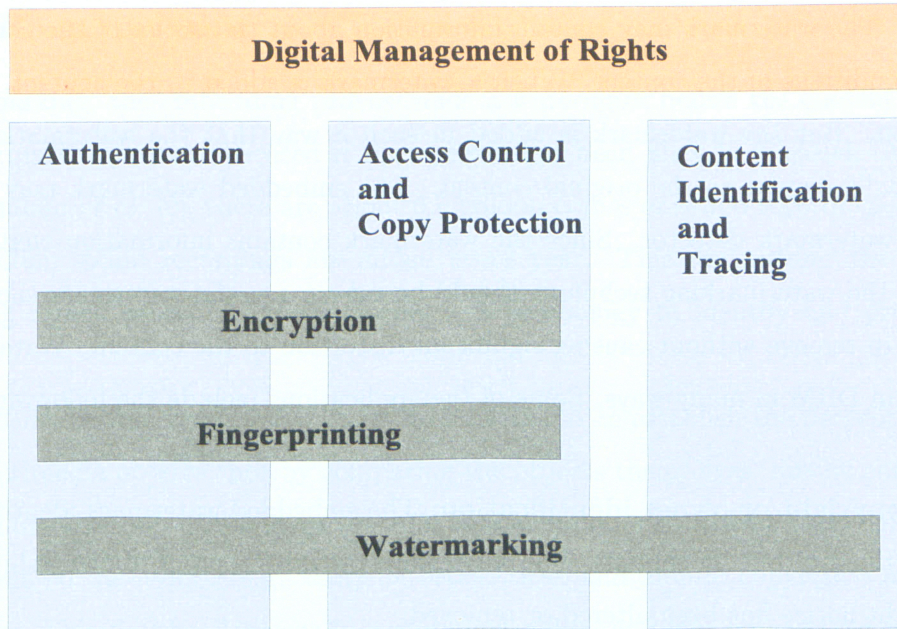 Digital Management of Rights
Authentication
Access Control
and
Copy Protection
Content
Identification
and
Tracing
Encryption
Fingerprinting
Watermarking